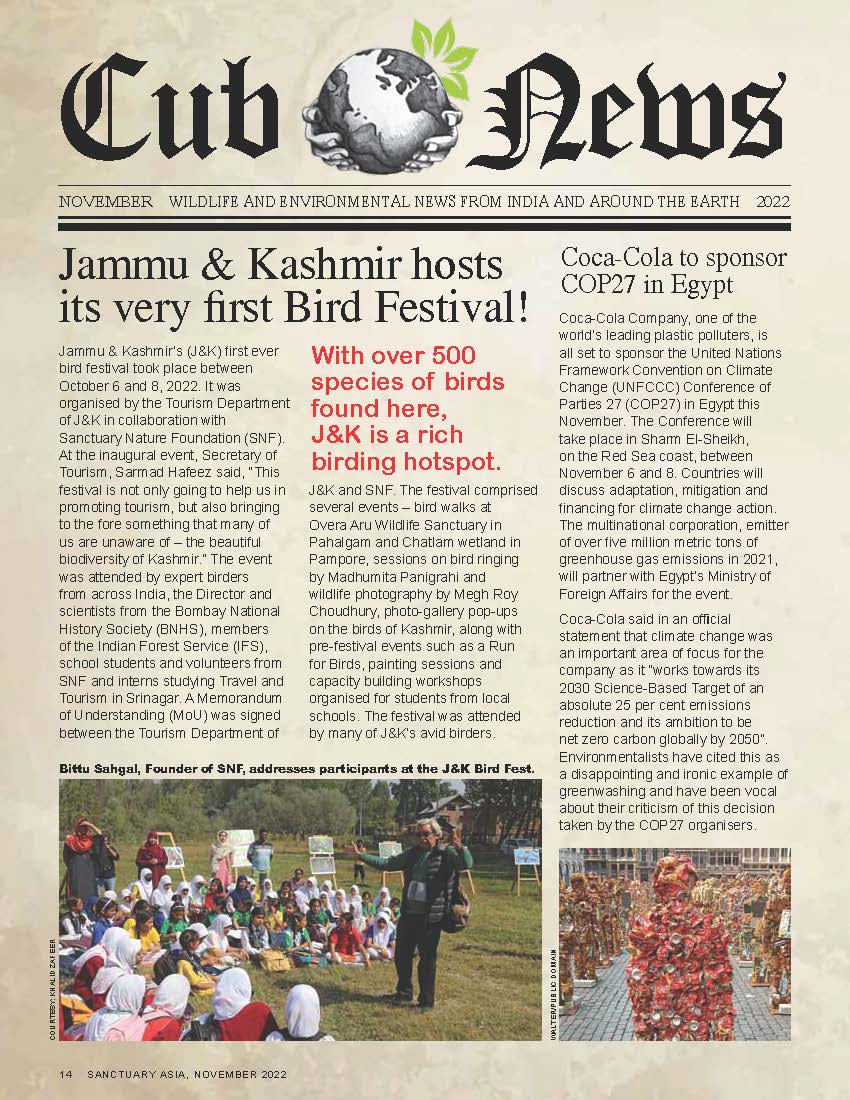 Cub News
NOVEMBER WILDLIFE AND ENVIRONMENTAL NEWS FROM INDIA AND AROUND THE EARTH 2022
Jammu & Kashmir hosts
its very first Bird Festival!
Jammu & Kashmir's (J&K) first ever
bird festival took place between
October 6 and 8, 2022. It was
organised by the Tourism Department
of J&K in collaboration with
Sanctuary Nature Foundation (SNF).
At the inaugural event, Secretary of
Tourism, Sarmad Hafeez said, "This
festival is not only going to help us in
promoting tourism, but also bringing
to the fore something that many of
us are unaware of – the beautiful
biodiversity of Kashmir." The event
was attended by expert birders
from across India, the Director and
scientists from the Bombay National
History Society (BNHS), members
of the Indian Forest Service (IFS),
school students and volunteers from
SNF and interns studying Travel and
Tourism in Srinagar. A Memorandum
of Understanding (MoU) was signed
between the Tourism Department of
With over 500
species of birds
found here,
J&K is a rich
birding hotspot.
J&K and SNF. The festival comprised
several events – bird walks at
Overa Aru Wildlife Sanctuary in
Pahalgam and Chatlam wetland in
Pampore, sessions on bird ringing
by Madhumita Panigrahi and
wildlife photography by Megh Roy
Choudhury, photo-gallery pop-ups
on the birds of Kashmir, along with
pre-festival events such as a Run
for Birds, painting sessions and
capacity building workshops
organised for students from local
schools. The festival was attended
by many of J&K's avid birders.
Bittu Sahgal, Founder of SNF, addresses participants at the J&K Bird Fest.
COURTESY: KHALID ZAFEER
Coca-Cola to sponsor
COP27 in Egypt
Coca-Cola Company, one of the
world's leading plastic polluters, is
all set to sponsor the United Nations
Framework Convention on Climate
Change (UNFCCC) Conference of
Parties 27 (COP27) in Egypt this
November. The Conference will
take place in Sharm El-Sheikh,
on the Red Sea coast, between
November 6 and 8. Countries will
discuss adaptation, mitigation and
financing for climate change action.
The multinational corporation, emitter
of over five million metric tons of
greenhouse gas emissions in 2021,
will partner with Egypt's Ministry of
Foreign Affairs for the event.
Coca-Cola said in an official
statement that climate change was
an important area of focus for the
company as it "works towards its
2030 Science-Based Target of an
absolute 25 per cent emissions
reduction and its ambition to be
net zero carbon globally by 2050".
Environmentalists have cited this as
a disappointing and ironic example of
greenwashing and have been vocal
about their criticism of this decision
taken by the COP27 organisers.
WALTER/PUBLIC DOMAIN
14 SANCTUARY ASIA, NOVEMBER 2022